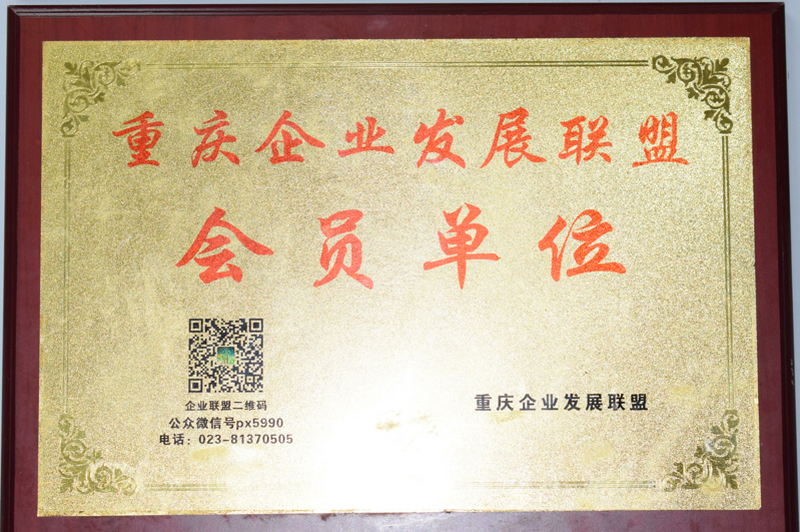 重庆企业发展联盟
会员单位
企业联盟二维码
公众微信号px5990
电话：023-81370505
重庆企业发展联盟